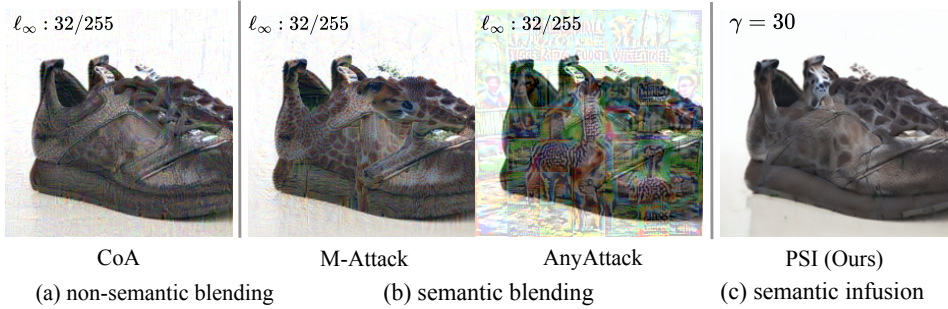 ℓ∞ : 32/255
ℓ∞ : 32/255
ℓ∞ : 32/255
γ = 30
CoA
M-Attack
AnyAttack
PSI (Ours)
(a) non-semantic blending
(b) semantic blending
(c) semantic infusion